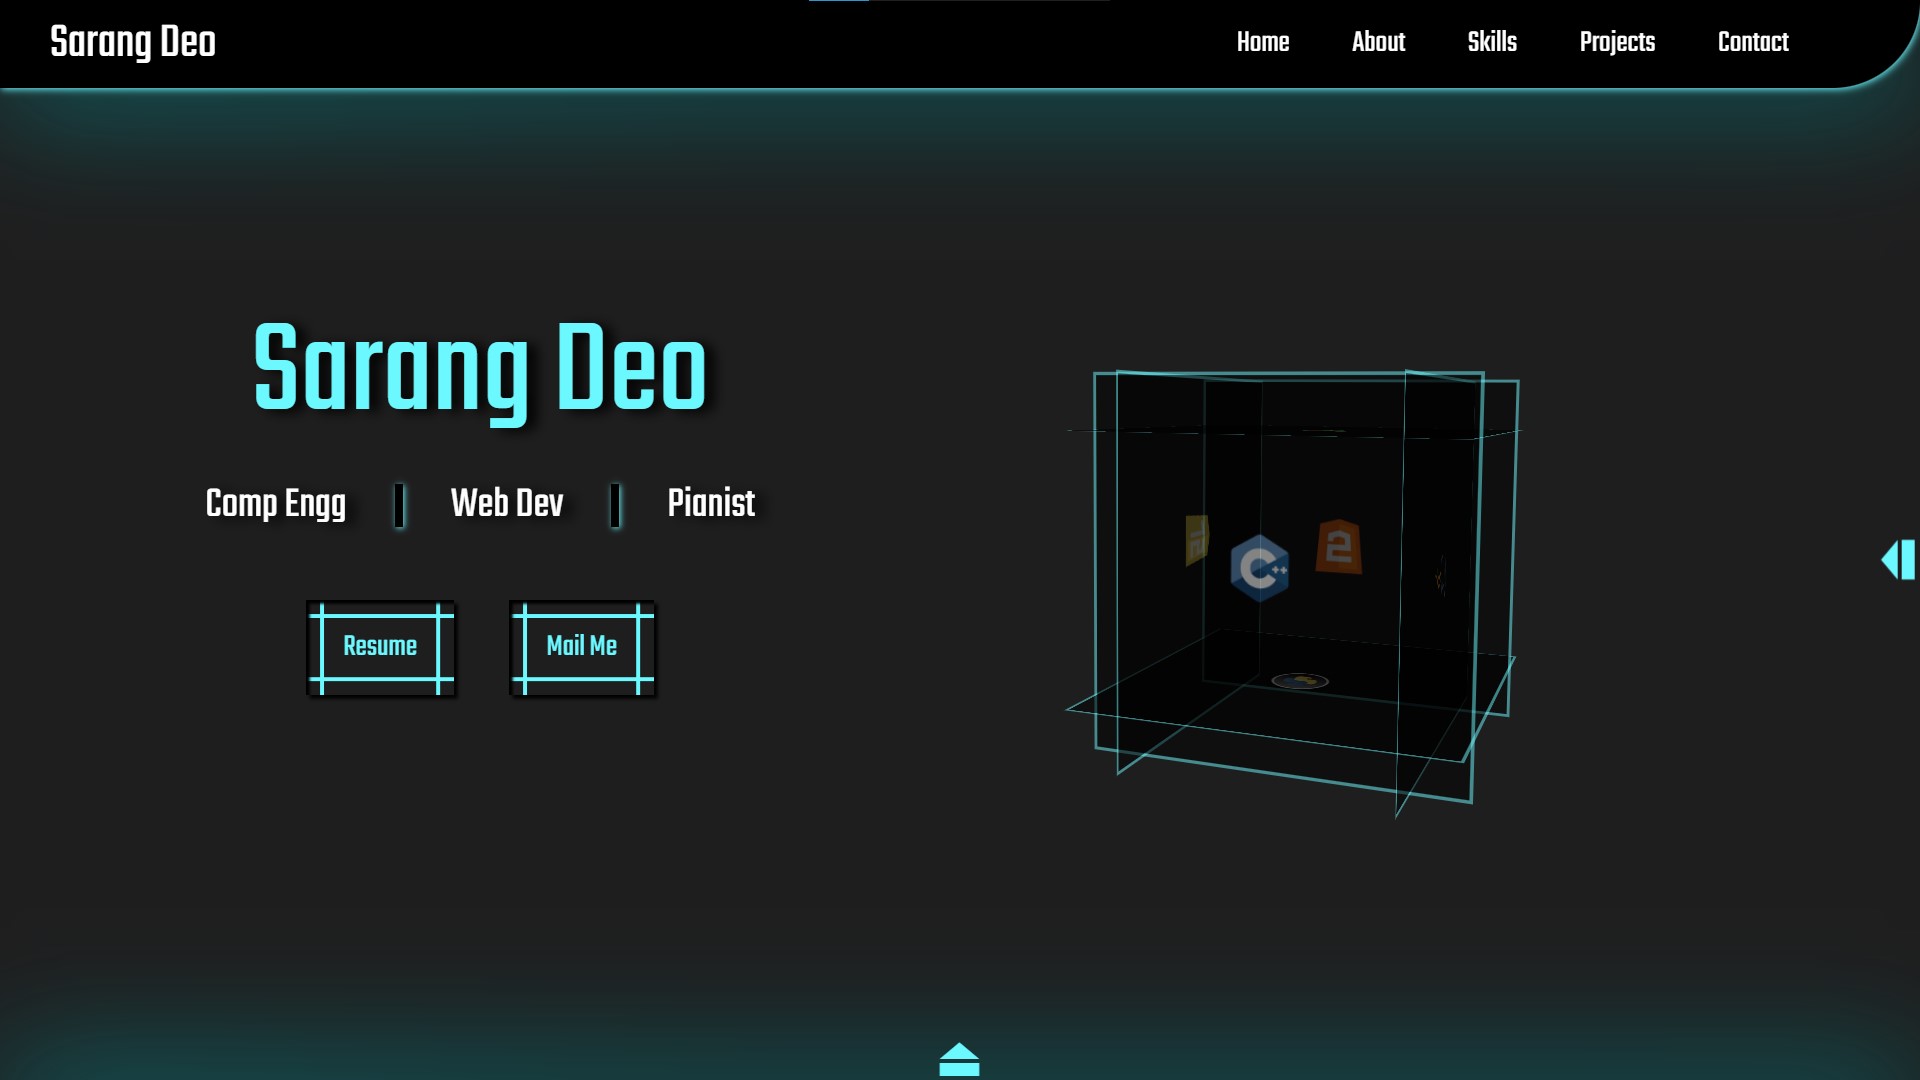 Sarang Deo
Home About Skills Projects Contact
Sarang Deo
Comp Engg Web Dev Pianist
Resume Mail Me
C++